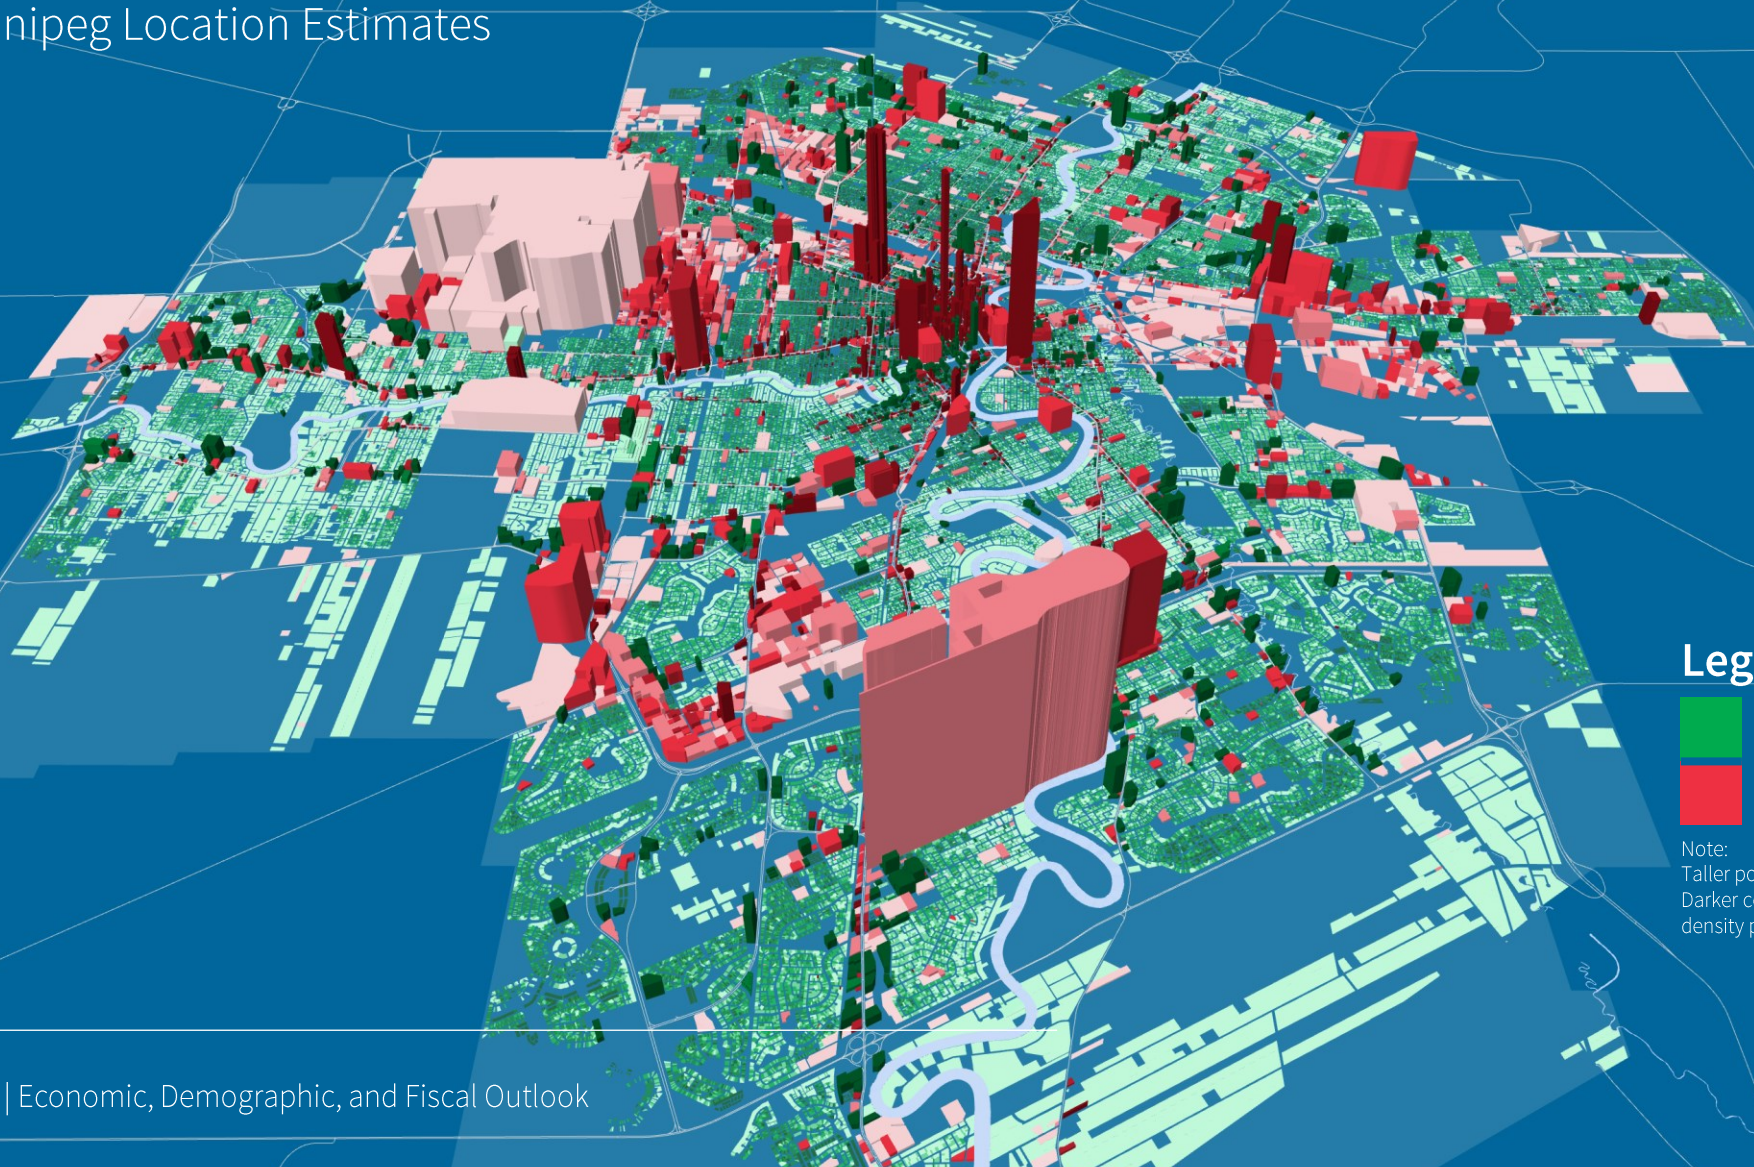 nipeg Location Estimates
Leg
Note:
Taller po
Darker c
density p
| Economic, Demographic, and Fiscal Outlook